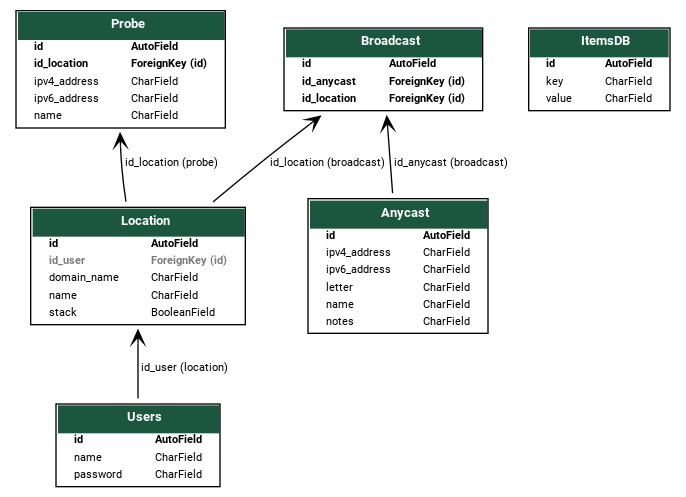 Probe
id AutoField
id_location ForeignKey (id)
ipv4_address CharField
ipv6_address CharField
name CharField
Broadcast
id AutoField
id_anycast ForeignKey (id)
id_location ForeignKey (id)
ItemsDB
id AutoField
key CharField
value CharField
id_location (probe)
id_location (broadcast)
id_anycast (broadcast)
Location
id AutoField
id_user ForeignKey (id)
domain_name CharField
name CharField
stack BooleanField
Anycast
id AutoField
ipv4_address CharField
ipv6_address CharField
letter CharField
name CharField
notes CharField
id_user (location)
Users
id AutoField
name CharField
password CharField